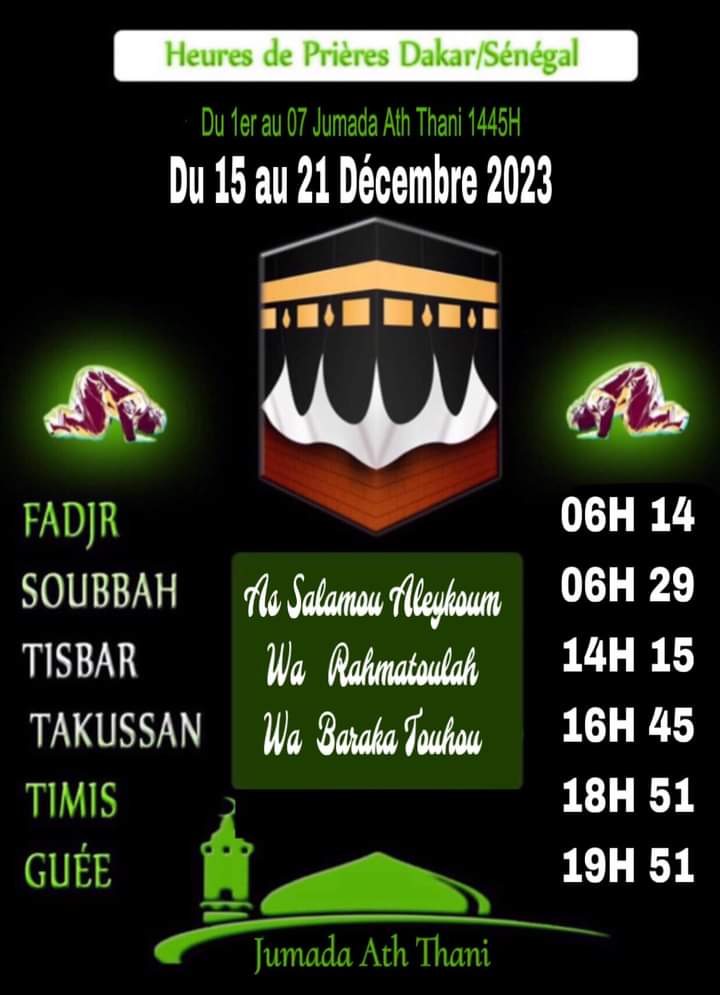 Heures de Prières Dakar/Sénégal
Du 1er au 07 Jumada Ath Thani 1445H
Du 15 au 21 Décembre 2023
FADJR 06H 14
SOUBBAH 06H 29
TISBAR 14H 15
TAKUSSAN 16H 45
TIMIS 18H 51
GUÉE 19H 51
As Salamou Aleykoum
Wa Rahmatoulah
Wa Baraka Touhou
Jumada Ath Thani